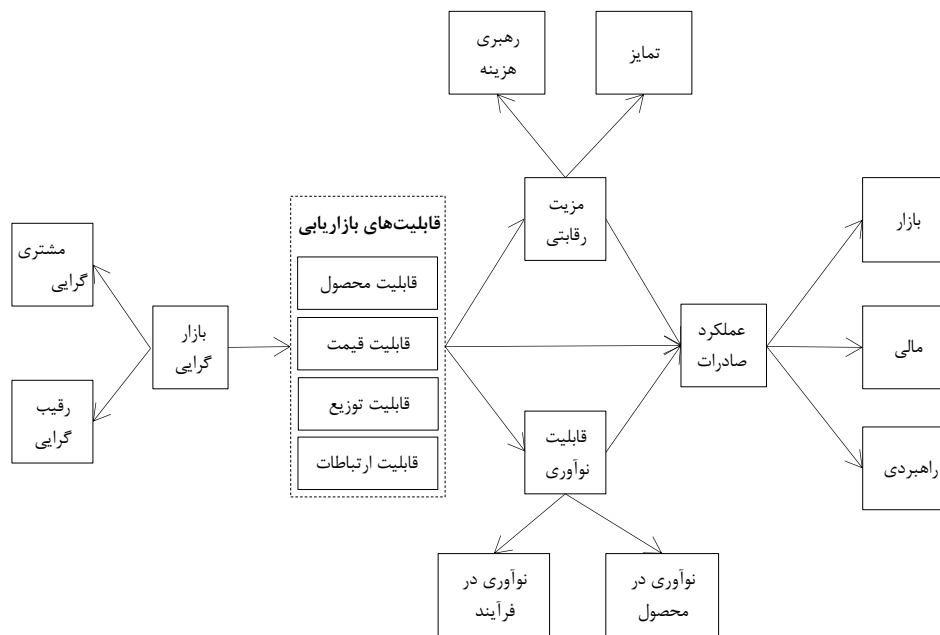 رهبری
هزینه
تمایز
مزیت
رقابتی
بازار
قابلیت‌های بازاریابی
مشتری
گرایی
قابلیت محصول
بازار
گرایی
قابلیت قیمت
عملکرد
صادرات
مالی
رقیب
گرایی
قابلیت توزیع
قابلیت ارتباطات
قابلیت
نوآوری
راهبردی
نوآوری در
فرآیند
نوآوری در
محصول